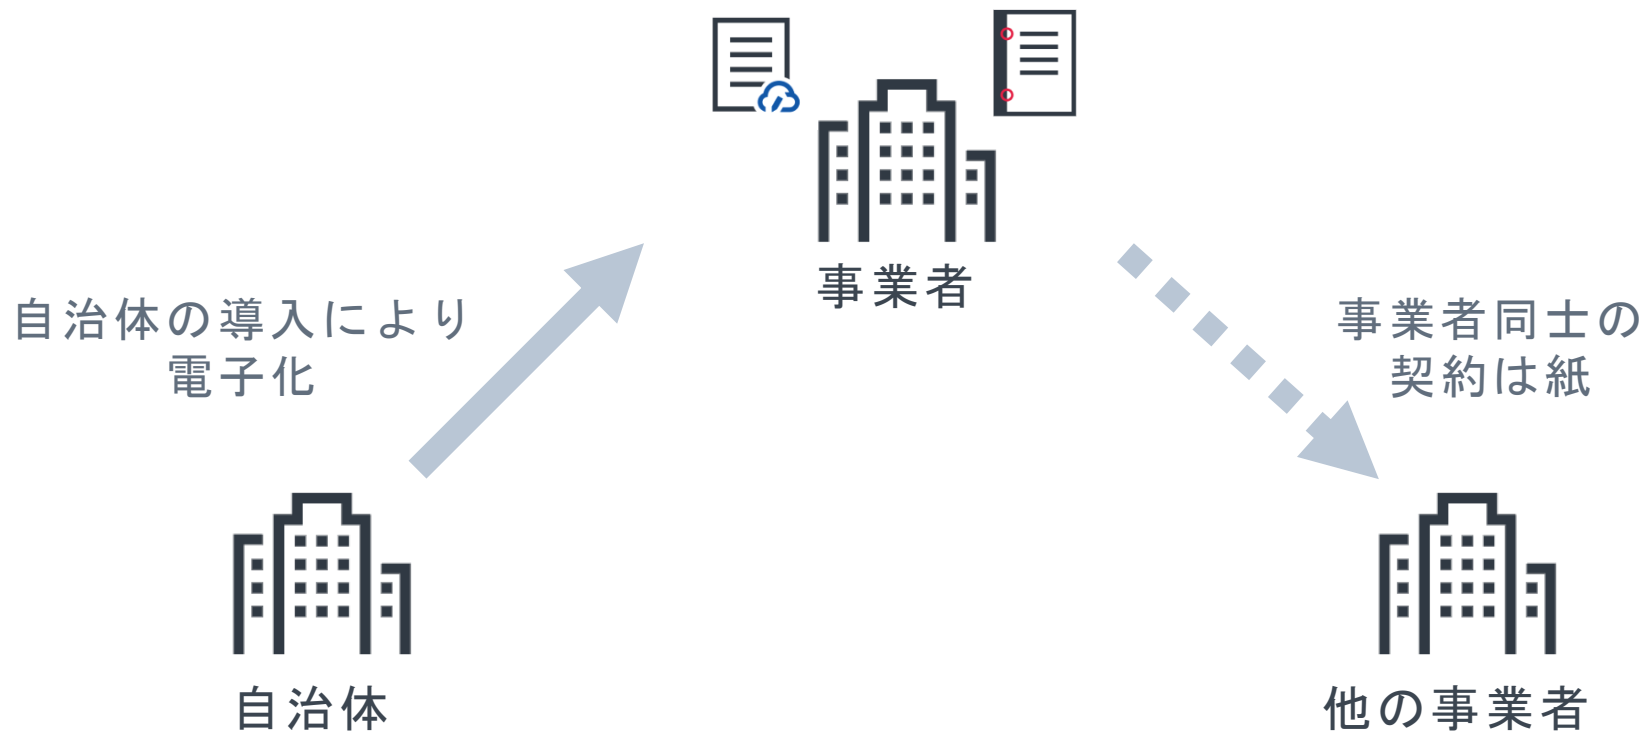 事業者
自治体の導入により
電子化
事業者同士の
契約は紙
自治体
他の事業者